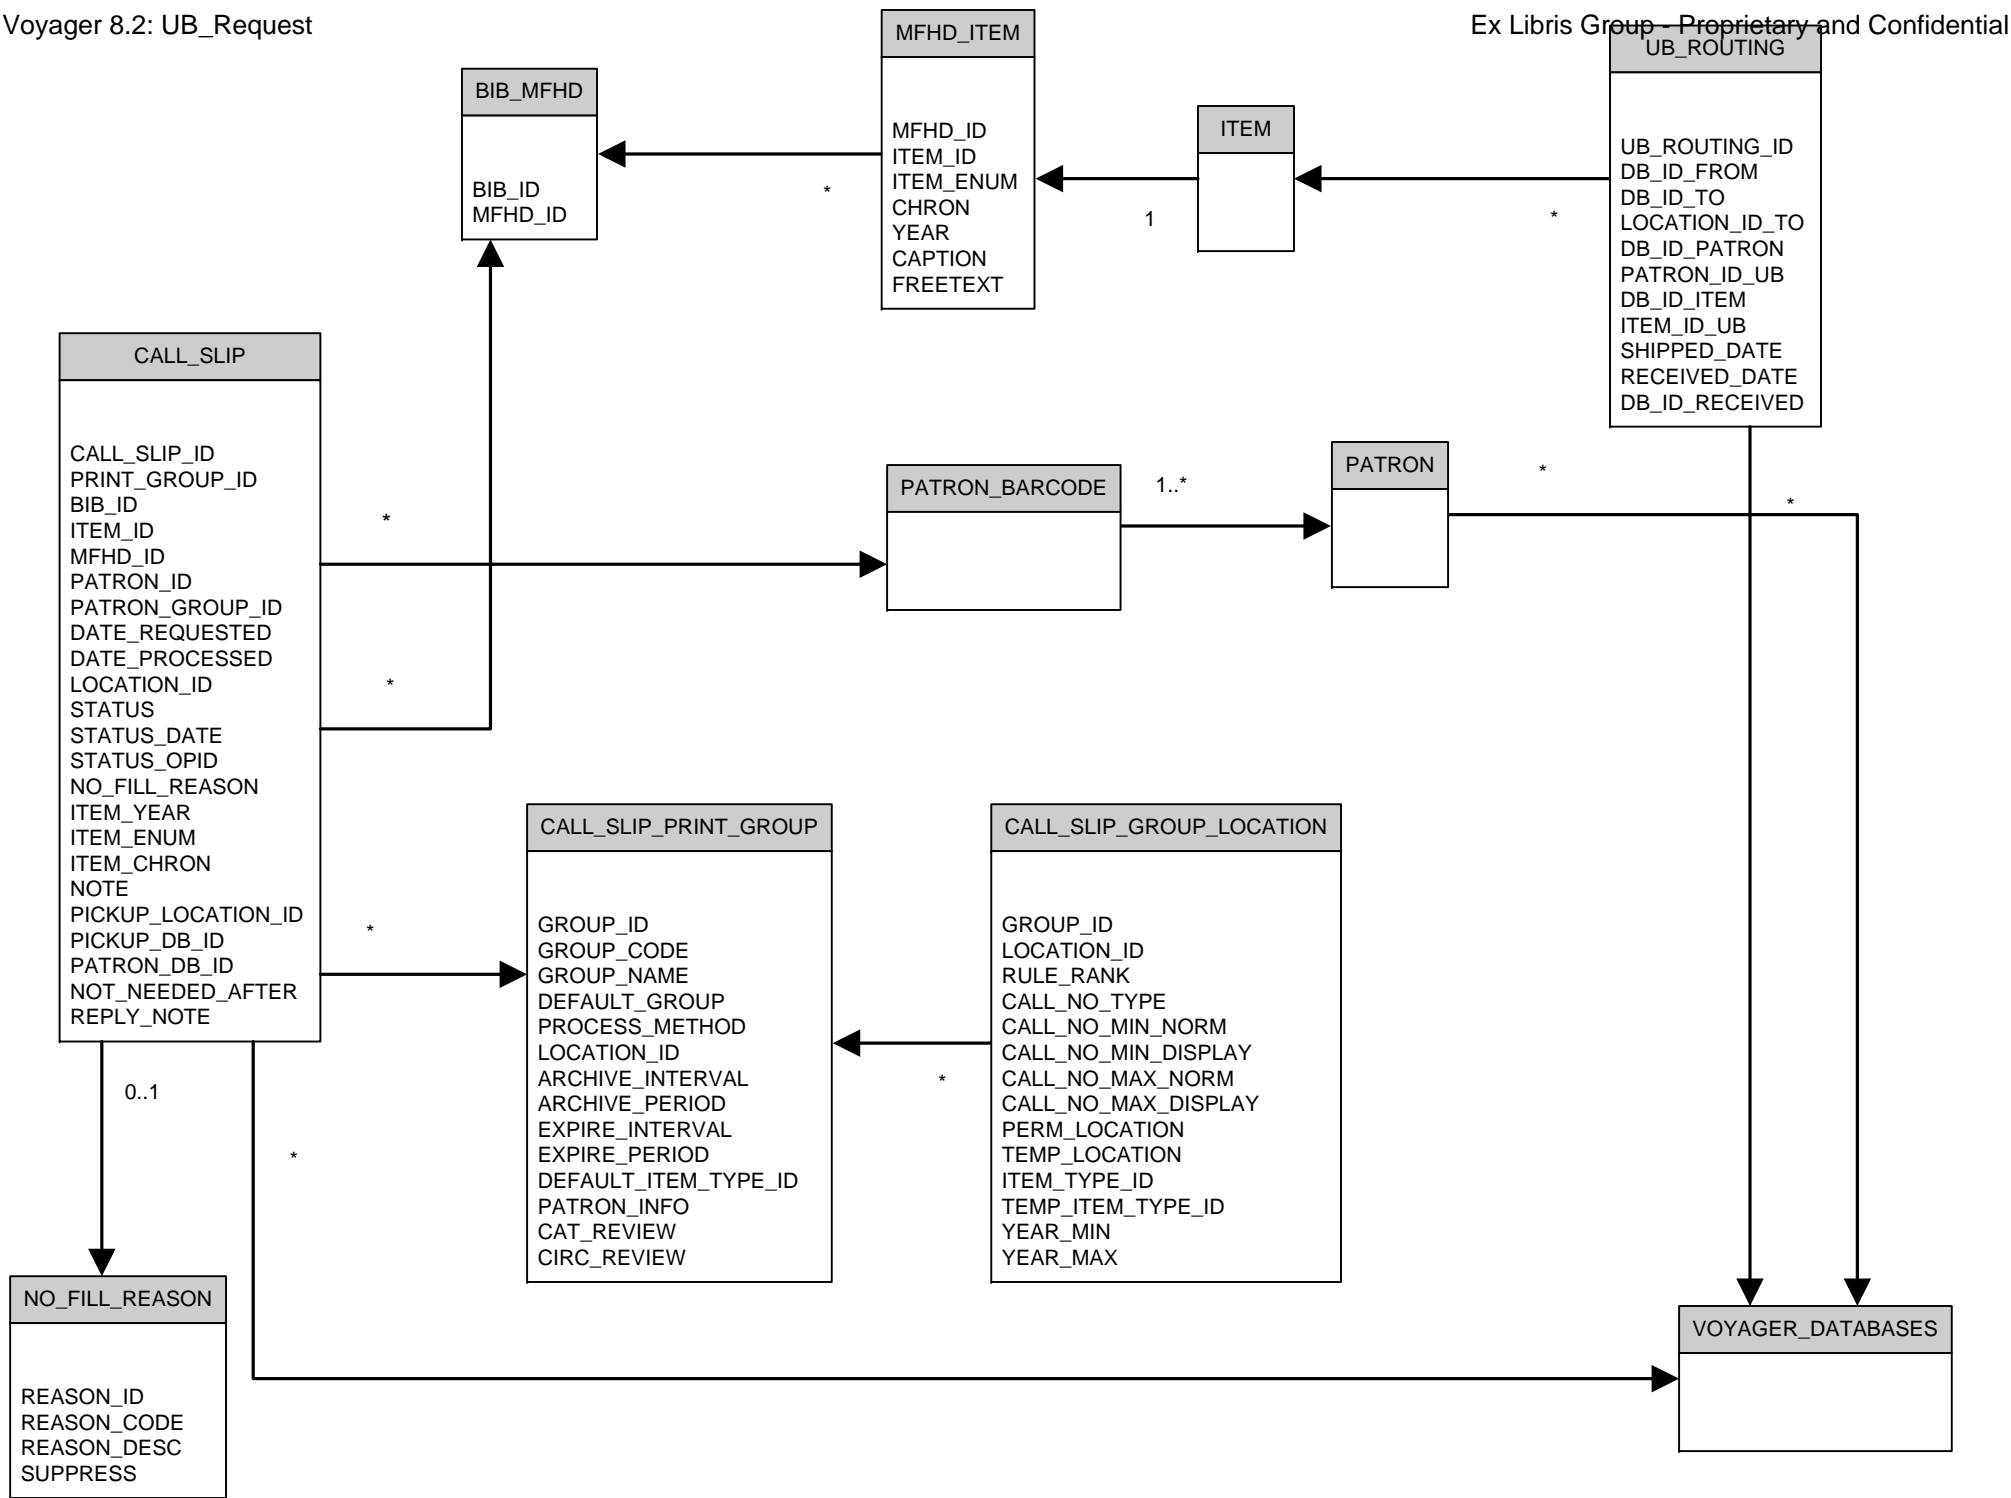 Voyager 8.2: UB_Request
Ex Libris Group - Proprietary and Confidential
MFHD_ITEM
MFHD_ID
ITEM_ID
ITEM_ENUM
CHRON
YEAR
CAPTION
FREETEXT
UB_ROUTING
UB_ROUTING_ID
DB_ID_FROM
DB_ID_TO
LOCATION_ID_TO
DB_ID_PATRON
PATRON_ID_UB
DB_ID_ITEM
ITEM_ID_UB
SHIPPED_DATE
RECEIVED_DATE
DB_ID_RECEIVED
BIB_MFHD
BIB_ID
MFHD_ID
ITEM
*
1
*
CALL_SLIP
CALL_SLIP_ID
PRINT_GROUP_ID
BIB_ID
ITEM_ID
MFHD_ID
PATRON_ID
PATRON_GROUP_ID
DATE_REQUESTED
DATE_PROCESSED
LOCATION_ID
STATUS
STATUS_DATE
STATUS_OPID
NO_FILL_REASON
ITEM_YEAR
ITEM_ENUM
ITEM_CHRON
NOTE
PICKUP_LOCATION_ID
PICKUP_DB_ID
PATRON_DB_ID
NOT_NEEDED_AFTER
REPLY_NOTE
*
PATRON_BARCODE
1..*
PATRON
*
*
*
CALL_SLIP_PRINT_GROUP
GROUP_ID
GROUP_CODE
GROUP_NAME
DEFAULT_GROUP
PROCESS_METHOD
LOCATION_ID
ARCHIVE_INTERVAL
ARCHIVE_PERIOD
EXPIRE_INTERVAL
EXPIRE_PERIOD
DEFAULT_ITEM_TYPE_ID
PATRON_INFO
CAT_REVIEW
CIRC_REVIEW
CALL_SLIP_GROUP_LOCATION
GROUP_ID
LOCATION_ID
RULE_RANK
CALL_NO_TYPE
CALL_NO_MIN_NORM
CALL_NO_MIN_DISPLAY
CALL_NO_MAX_NORM
CALL_NO_MAX_DISPLAY
PERM_LOCATION
TEMP_LOCATION
ITEM_TYPE_ID
TEMP_ITEM_TYPE_ID
YEAR_MIN
YEAR_MAX
*
*
0..1
*
NO_FILL_REASON
REASON_ID
REASON_CODE
REASON_DESC
SUPPRESS
VOYAGER_DATABASES